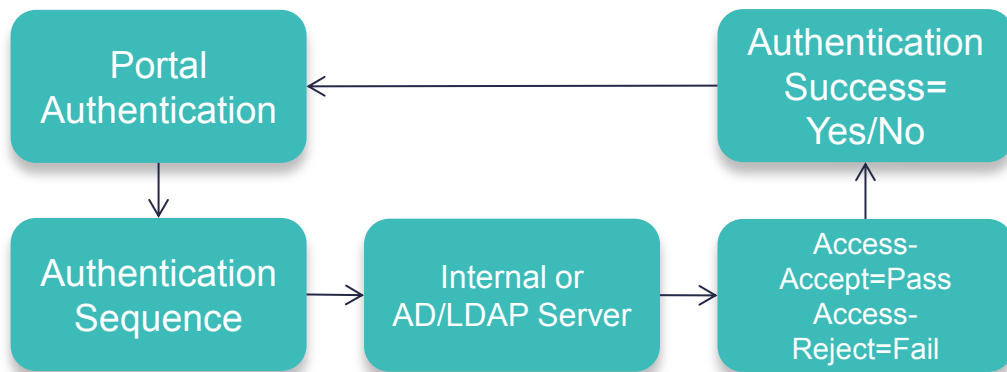 Portal
Authentication
Authentication
Success=
Yes/No
Authentication
Sequence
Internal or
AD/LDAP Server
Access-
Accept=Pass
Access-
Reject=Fail